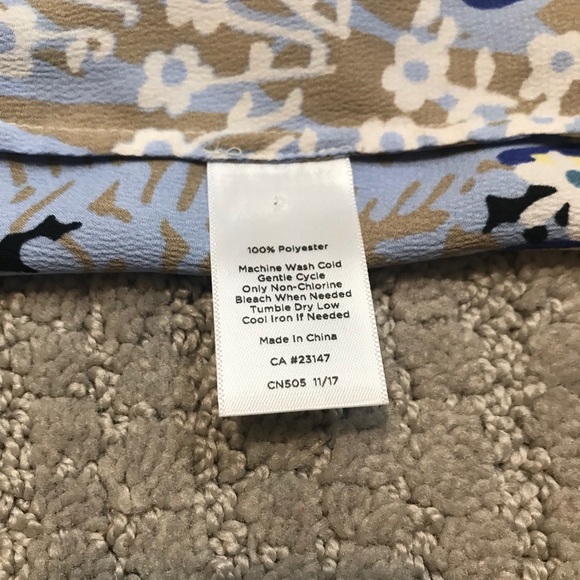 100% Polyester
Machine Wash Cold
Gentle Cycle
Only Non-Chlorine
Bleach When Needed
Tumble Dry Low
Cool Iron If Needed
Made In China
CA #23147
CN505 11/17